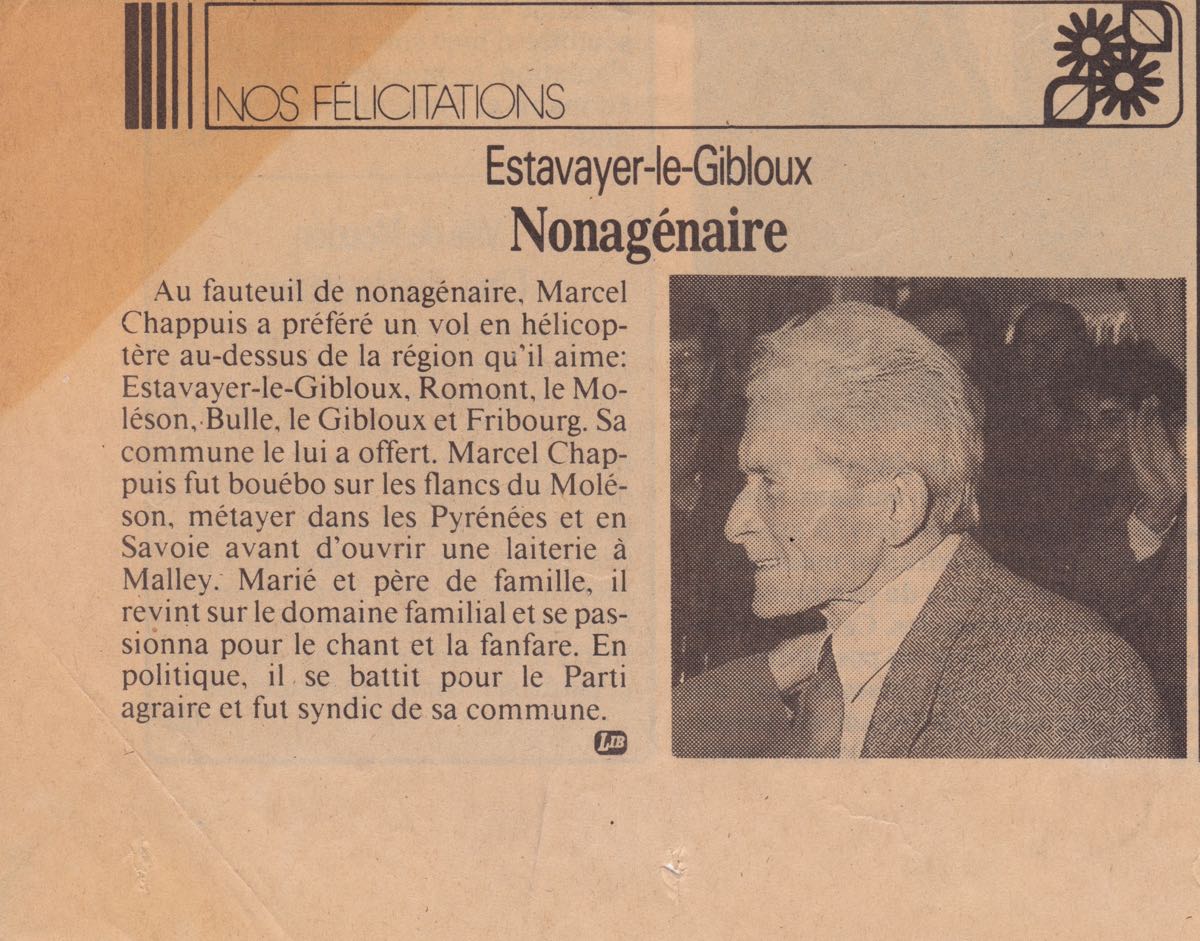 NOS FÉLICITATIONS
Estavayer-le-Gibloux
Nonagénaire
Au fauteuil de nonagénaire, Marcel
Chappuis a préféré un vol en hélicop-
tère au-dessus de la région qu'il aime:
Estavayer-le-Gibloux, Romont, le Mo-
léson, Bulle, le Gibloux et Fribourg. Sa
commune le lui a offert. Marcel Chap-
puis fut bouébo sur les flancs du Molé-
son, métayer dans les Pyrénées et en
Savoie avant d'ouvrir une laiterie à
Malley. Marié et père de famille, il
revint sur le domaine familial et se pas-
sionna pour le chant et la fanfare. En
politique, il se battit pour le Parti
agraire et fut syndic de sa commune.
LIB